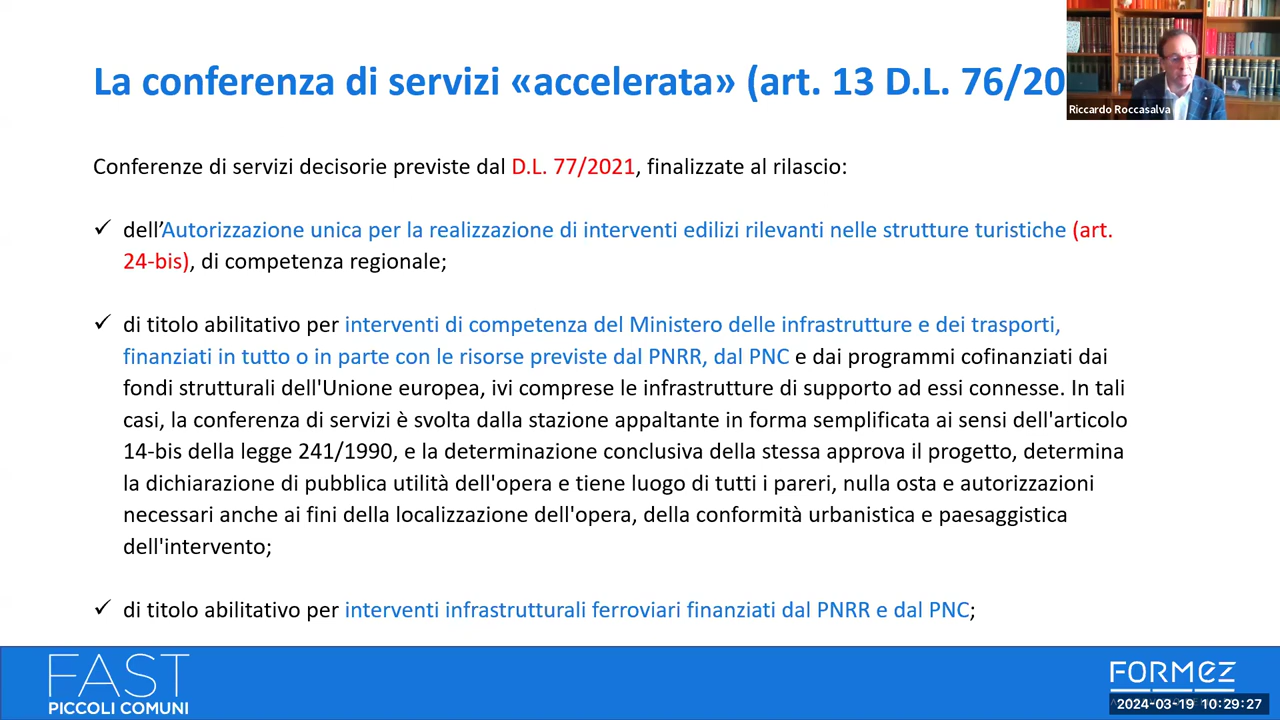 La conferenza di servizi «accelerata» (art. 13 D.L. 76/20
Riccardo Roccasalva
Conferenze di servizi decisorie previste dal D.L. 77/2021, finalizzate al rilascio:
✓ dell’Autorizzazione unica per la realizzazione di interventi edilizi rilevanti nelle strutture turistiche (art.
24-bis), di competenza regionale;
✓ di titolo abilitativo per interventi di competenza del Ministero delle infrastrutture e dei trasporti,
finanziati in tutto o in parte con le risorse previste dal PNRR, dal PNC e dai programmi cofinanziati dai
fondi strutturali dell'Unione europea, ivi comprese le infrastrutture di supporto ad essi connesse. In tali
casi, la conferenza di servizi è svolta dalla stazione appaltante in forma semplificata ai sensi dell'articolo
14-bis della legge 241/1990, e la determinazione conclusiva della stessa approva il progetto, determina
la dichiarazione di pubblica utilità dell'opera e tiene luogo di tutti i pareri, nulla osta e autorizzazioni
necessari anche ai fini della localizzazione dell'opera, della conformità urbanistica e paesaggistica
dell'intervento;
✓ di titolo abilitativo per interventi infrastrutturali ferroviari finanziati dal PNRR e dal PNC;
FAST
PICCOLI COMUNI
FORMEZ
2024-03-19 10:29:27